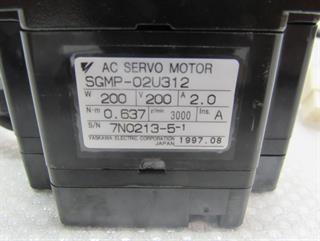 AC SERVO MOTOR
SGMP-02U312
W 200 V 200 A 2.0
N·m 0.637 r/min 3000 Ins. A
S/N 7N0213-5-1
YASKAWA ELECTRIC CORPORATION
JAPAN 1997.08